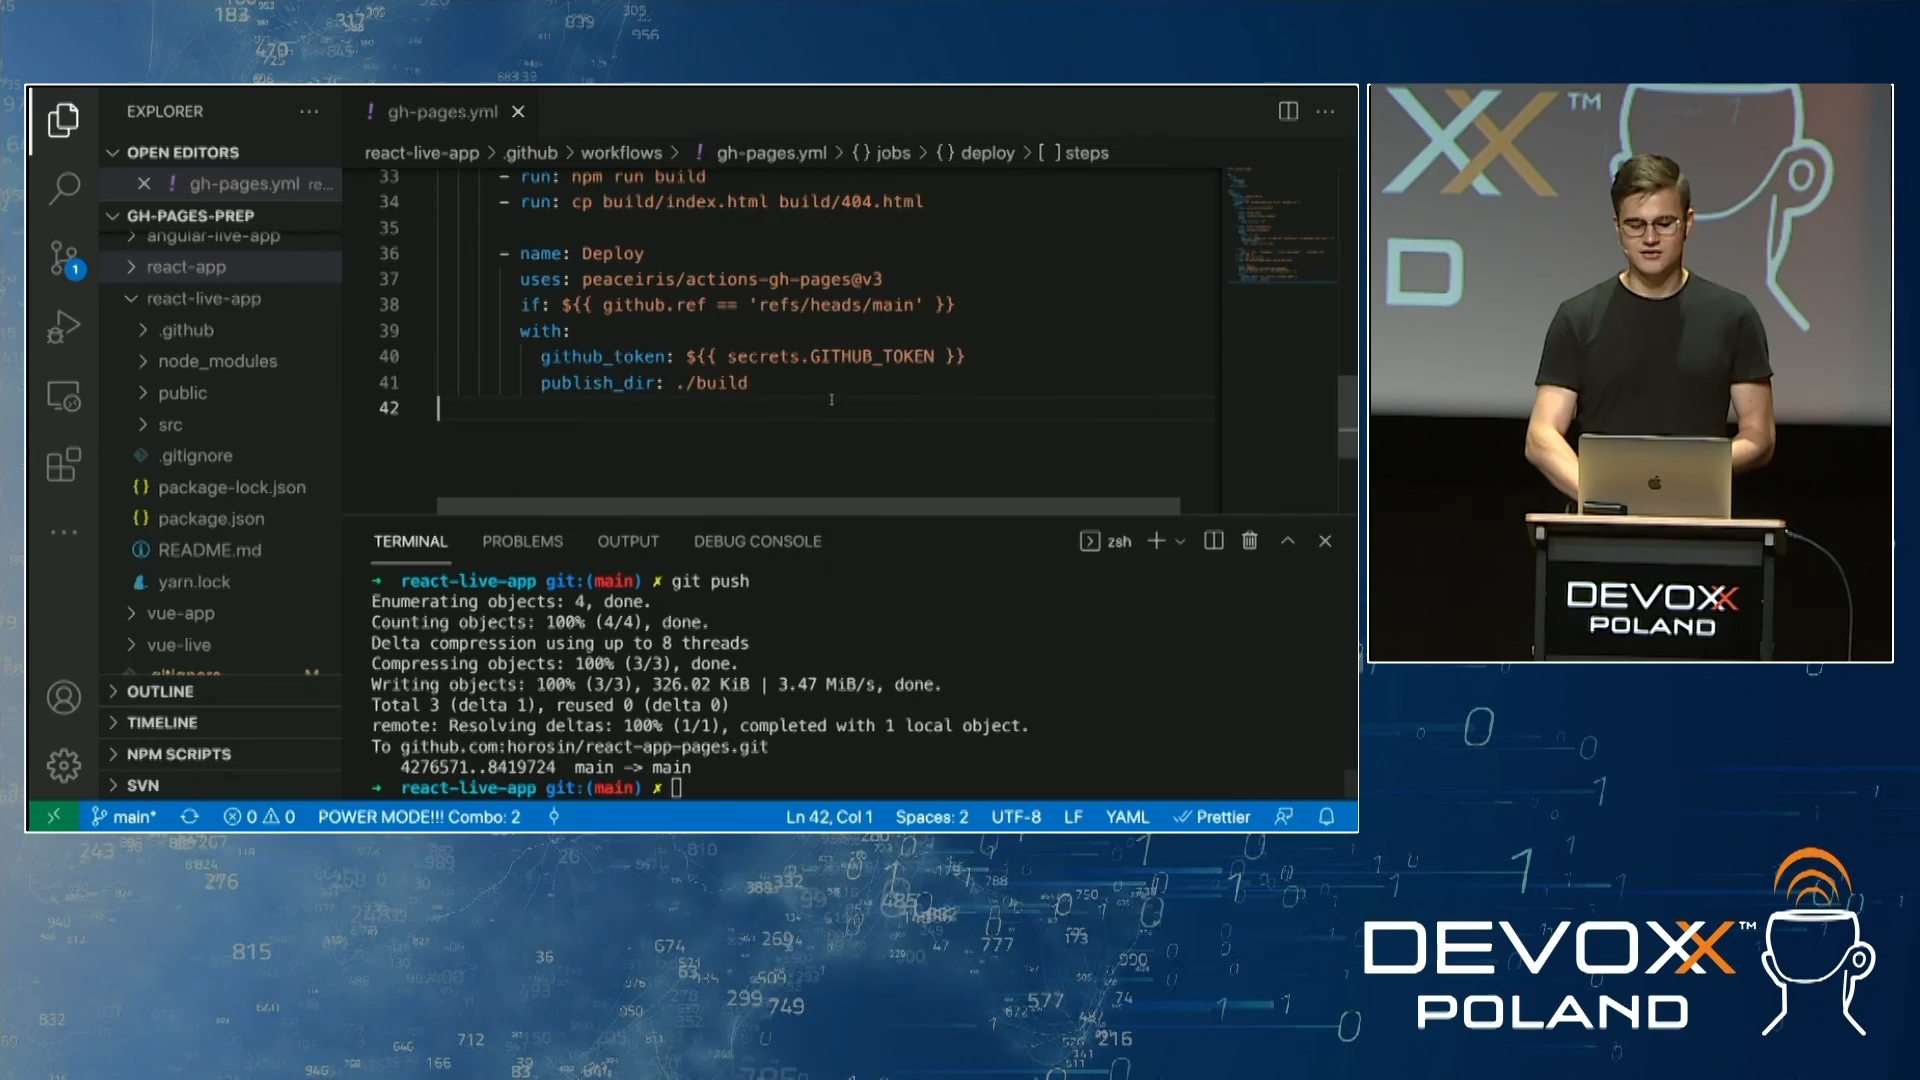 EXPLORER
OPEN EDITORS
gh-pages.yml re...
GH-PAGES-PREP
angular-live-app
react-app
react-live-app
.github
node_modules
public
src
.gitignore
package-lock.json
package.json
README.md
yarn.lock
vue-app
vue-live
.gitignore M
OUTLINE
TIMELINE
NPM SCRIPTS
SVN
1
gh-pages.yml
react-live-app > .github > workflows > ! gh-pages.yml > {} jobs > {} deploy > [ ] steps
33 - run: npm run build
34 - run: cp build/index.html build/404.html
35
36 - name: Deploy
37 uses: peaceiris/actions-gh-pages@v3
38 if: ${{ github.ref == 'refs/heads/main' }}
39 with:
40 github_token: ${{ secrets.GITHUB_TOKEN }}
41 publish_dir: ./build
42
TERMINAL PROBLEMS OUTPUT DEBUG CONSOLE zsh
→ react-live-app git:(main) ✗ git push
Enumerating objects: 4, done.
Counting objects: 100% (4/4), done.
Delta compression using up to 8 threads
Compressing objects: 100% (3/3), done.
Writing objects: 100% (3/3), 326.02 KiB | 3.47 MiB/s, done.
Total 3 (delta 1), reused 0 (delta 0)
remote: Resolving deltas: 100% (1/1), completed with 1 local object.
To github.com:horosin/react-app-pages.git
4276571..8419724 main -> main
→ react-live-app git:(main) ✗
main* 0 0 POWER MODE!!! Combo: 2 Ln 42, Col 1 Spaces: 2 UTF-8 LF YAML Prettier
XX™
D
DEVOXX
POLAND
DEVOXX™
POLAND